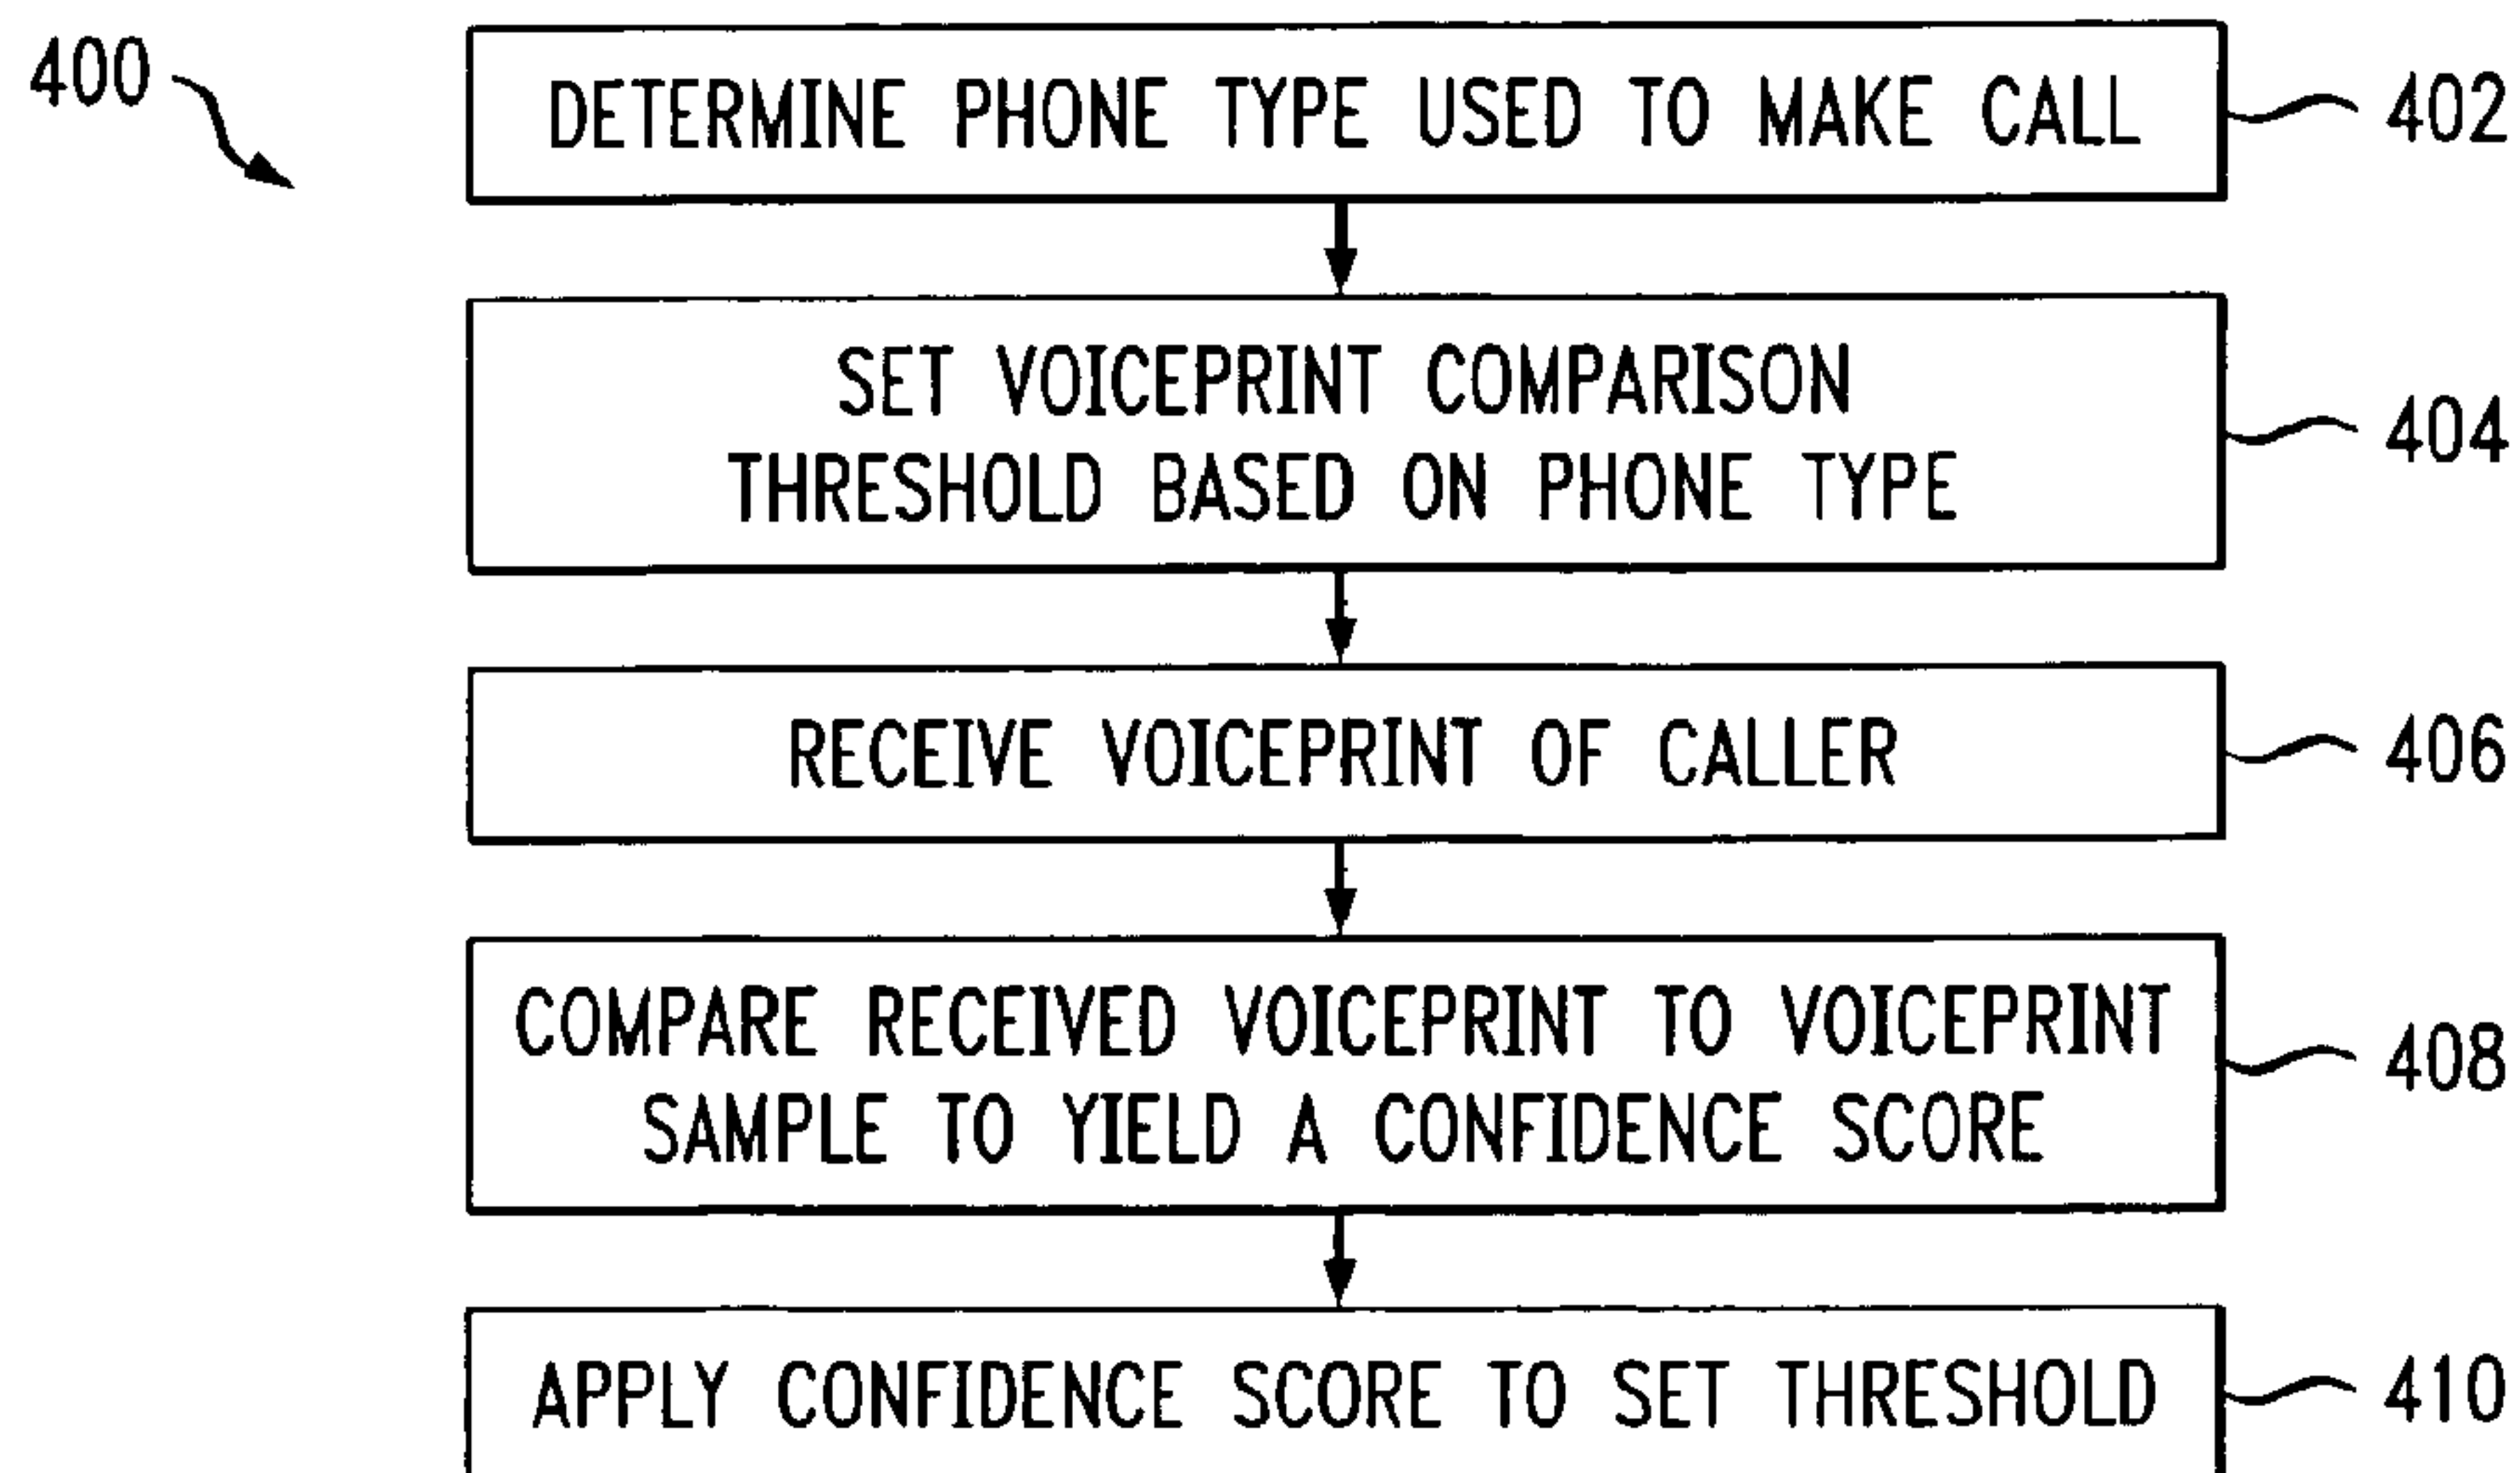 400
DETERMINE PHONE TYPE USED TO MAKE CALL
402
SET VOICEPRINT COMPARISON
THRESHOLD BASED ON PHONE TYPE
404
RECEIVE VOICEPRINT OF CALLER
406
COMPARE RECEIVED VOICEPRINT TO VOICEPRINT
SAMPLE TO YIELD A CONFIDENCE SCORE
408
APPLY CONFIDENCE SCORE TO SET THRESHOLD
410